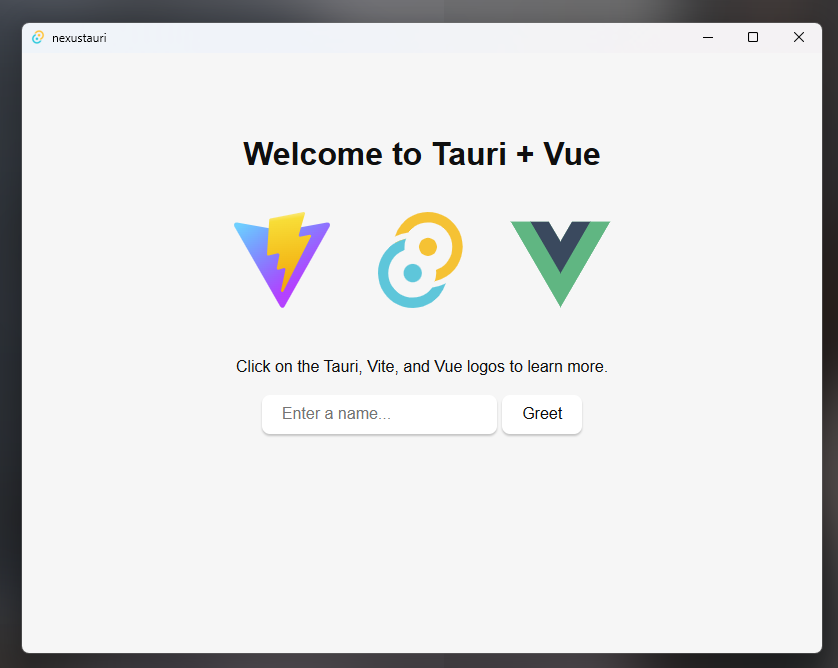 nexustauri
Welcome to Tauri + Vue
Click on the Tauri, Vite, and Vue logos to learn more.
Enter a name...
Greet